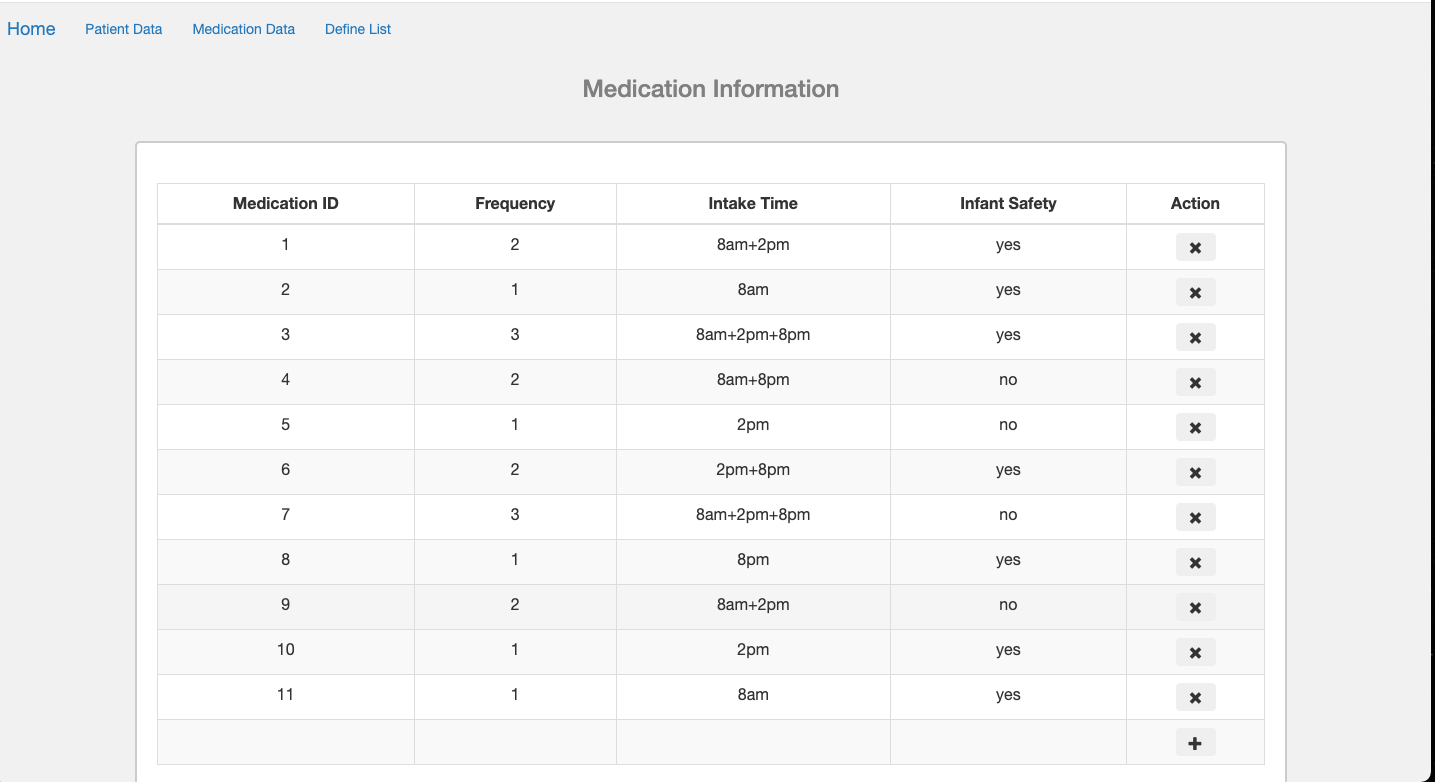 Home Patient Data Medication Data Define List
Medication Information
Medication ID Frequency Intake Time Infant Safety Action
1 2 8am+2pm yes
2 1 8am yes
3 3 8am+2pm+8pm yes
4 2 8am+8pm no
5 1 2pm no
6 2 2pm+8pm yes
7 3 8am+2pm+8pm no
8 1 8pm yes
9 2 8am+2pm no
10 1 2pm yes
11 1 8am yes